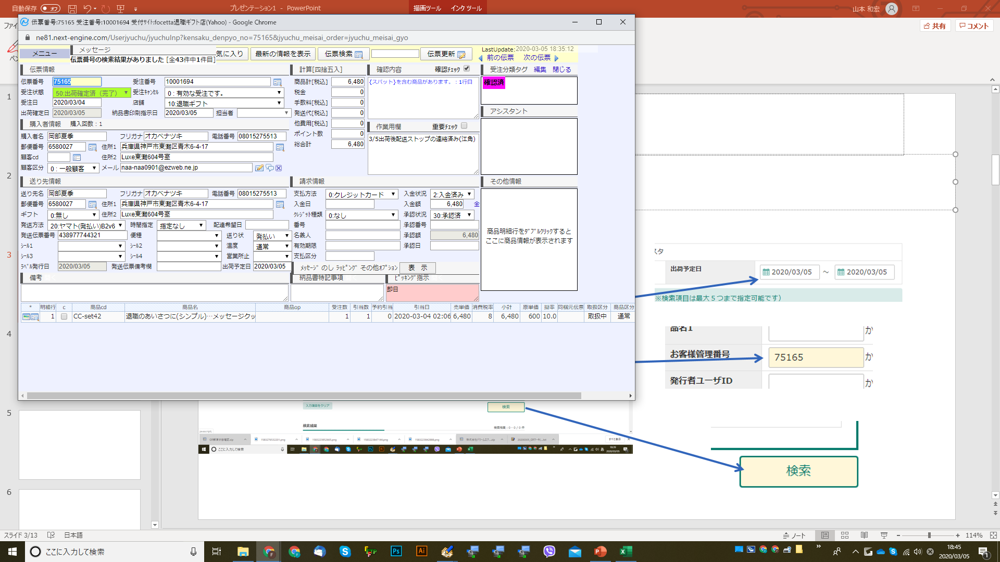 自動保存 オフ
プレゼンテーション1 - PowerPoint
描画ツール インク ツール
山本 和宏
共有 コメント
伝票番号:75165 受注番号:10001694 受付サイト:focetta退職ギフト店(Yahoo) - Google Chrome
ne81.next-engine.com/Userjyuchu/jyuchuInp?kensaku_denpyo_no=75165&jyuchu_meisai_order=jyuchu_meisai_gyo
メニュー メッセージ
気に入り 最新の情報を表示 伝票検索 伝票更新
伝票番号の検索結果がありました [全43件中1件目]
LastUpdate:2020-03-05 18:35:12
前の伝票 次の伝票
伝票情報 計算[四捨五入] 確認内容 確認ﾁｪｯｸ 受注分類タグ 編集 閉じる
伝票番号 75165 受注番号 10001694
受注状態 50:出荷確定済（完了） 受注ｷｬﾝｾﾙ 0 : 有効な受注です。
受注日 2020/03/04 店舗 10:退職ギフト
出荷確定日 2020/03/05 納品書印刷指示日 2020/03/05 担当者
商品計[税込] 6,480
税金 0
手数料[税込] 0
発送代[税込] 0
他費用[税込] 0
ポイント数 0
総合計 6,480
{スパット}を含む商品があります。 : 1行目
確認済
アシスタント
作業用欄 重要ﾁｪｯｸ
3/5出荷後配送ストップの連絡済み(江角)
購入者情報 購入回数 : 1
購入者名 岡部夏季 フリガナ オカベナツキ 電話番号 08015275513
郵便番号 6580027 住所1 兵庫県神戸市東灘区青木6-4-17
顧客cd 住所2 Luxe東灘604号室
顧客区分 0 : 一般顧客 メール naa-naa0901@ezweb.ne.jp
送り先情報 請求情報 その他情報
送り先名 岡部夏季 フリガナ オカベナツキ 電話番号 08015275513
郵便番号 6580027 住所1 兵庫県神戸市東灘区青木6-4-17
ギフト 0:無し 住所2 Luxe東灘604号室
発送方法 20:ヤマト(発払い)B2v6 時間指定 指定なし 配達希望日
発送伝票番号 438977744321 便種 送り状 発払い
ｼｰﾙ1 ｼｰﾙ2 温度 通常
ｼｰﾙ3 ｼｰﾙ4 営業所止
ﾗﾍﾞﾙ発行日 2020/03/05 発送伝票備考欄 出荷予定日 2020/03/05
支払方法 0:クレジットカード 入金状況 2:入金済み
入金日 入金額 6,480 全
ｸﾚｼﾞｯﾄ種類 0:なし 承認状況 30:承認済
番号 承認番号
名義人 承認額 6,480
有効期限 承認日
支払区分
ﾒｯｾｰｼﾞ のし ﾗｯﾋﾟﾝｸﾞ その他ｵﾌﾟｼｮﾝ 表 示
商品明細行をﾀﾞﾌﾞﾙｸﾘｯｸすると
ここに商品情報が表示されます
備考 納品書特記事項 ﾋﾟｯｷﾝｸﾞ指示
即日
* 明細行 c 商品cd 商品名 商品op 受注数 引当数 予約引当 引当日 売単価 消費税率 小計 原単価 掛率 同梱元伝票 取扱区分 商品区分
1 CC-set42 退職のあいさつに(シンプル)…メッセージクッ 1 1 0 2020-03-04 02:06 6,480 8 6,480 600 10.0 取扱中 通常
1
2
3
4
5
6
スタ
出荷予定日 2020/03/05 ～ 2020/03/05
※検索項目は最大５つまで指定可能です)
品名1 か
お客様管理番号 75165 か
発行者ユーザID か
検索
入力項目をクリア 検索
検索結果 検索結果 : 0 - 0 / 0 件
javascript:;
1583276532201.png 1583223852665.png 1583223847144.png 1583223842888.png
すべて表示
ここに入力して検索
18:39
2020/03/05
スライド 3/13 日本語
ノート 114%
ここに入力して検索
18:45
2020/03/05
1